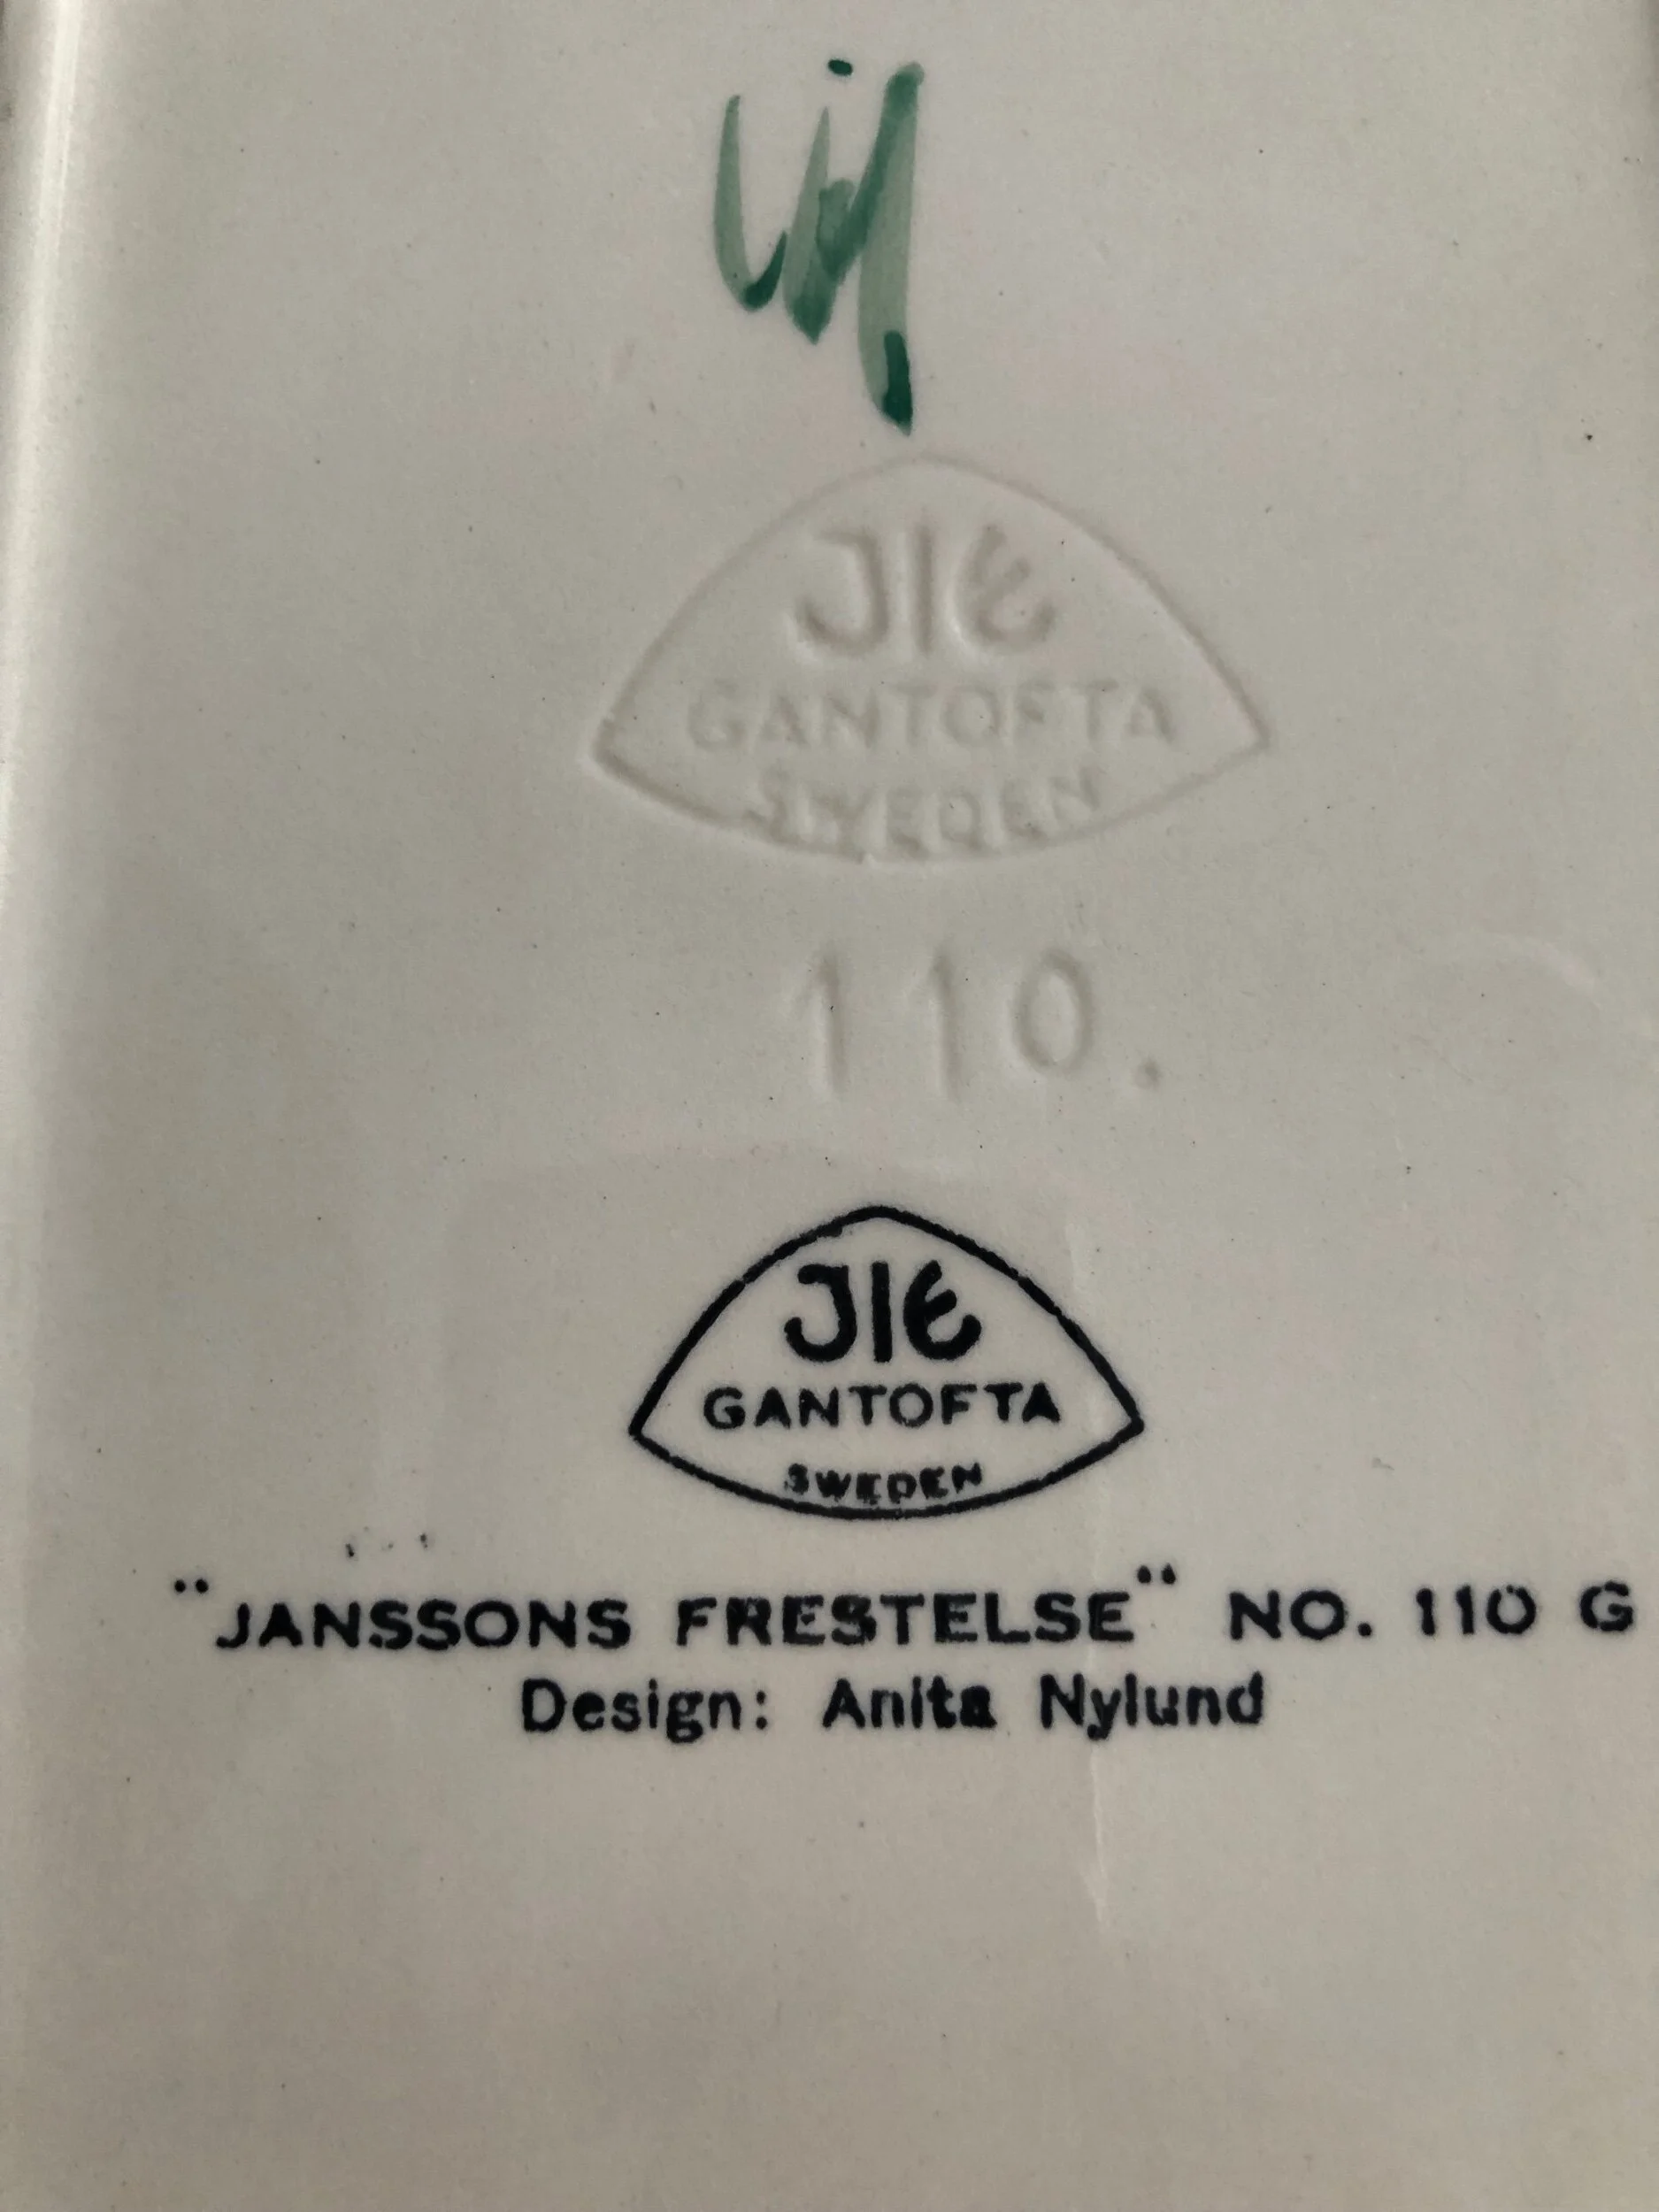 JIE
GANTOFTA
SWEDEN
110.
JIE
GANTOFTA
SWEDEN
"JANSSONS FRESTELSE" NO. 110 G
Design: Anita Nylund